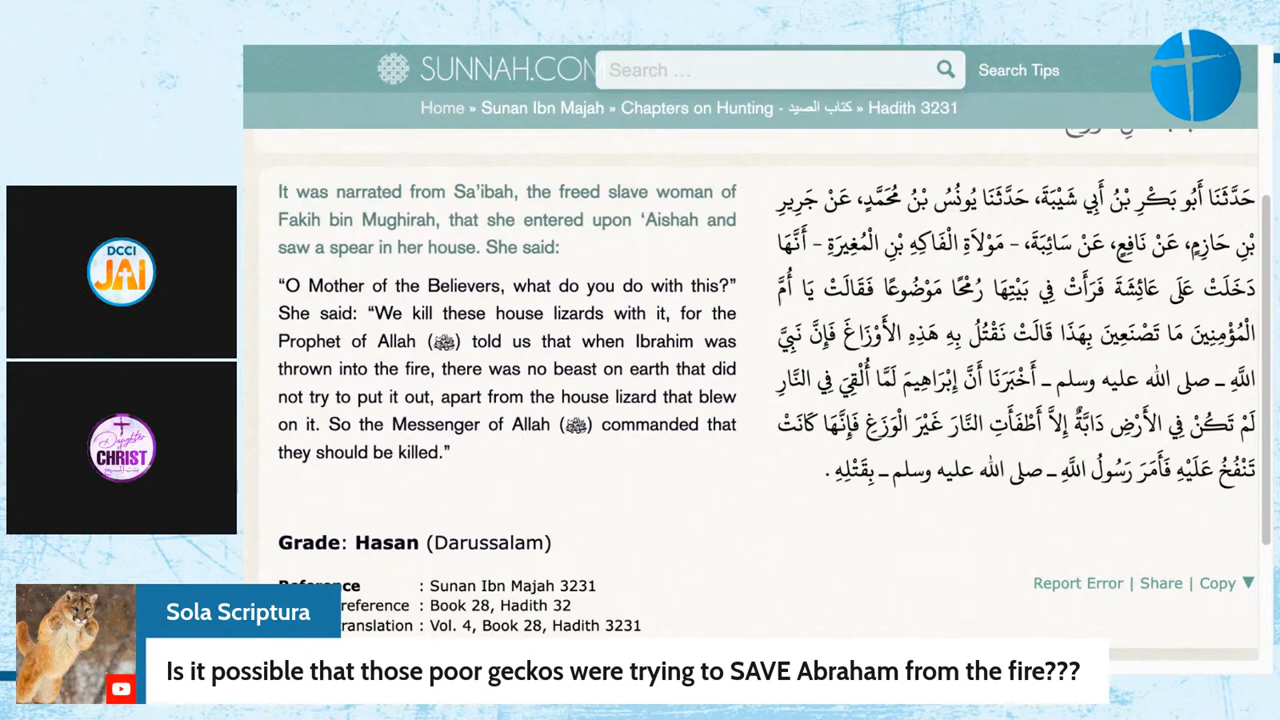 SUNNAH.COM
Search ...
Search Tips
Home » Sunan Ibn Majah » Chapters on Hunting - كتاب الصيد » Hadith 3231
It was narrated from Sa'ibah, the freed slave woman of
Fakih bin Mughirah, that she entered upon 'Aishah and
saw a spear in her house. She said:
“O Mother of the Believers, what do you do with this?”
She said: “We kill these house lizards with it, for the
Prophet of Allah (ﷺ) told us that when Ibrahim was
thrown into the fire, there was no beast on earth that did
not try to put it out, apart from the house lizard that blew
on it. So the Messenger of Allah (ﷺ) commanded that
they should be killed.”
حَدَّثَنَا أَبُو بَكْرِ بْنُ أَبِي شَيْبَةَ، حَدَّثَنَا يُونُسُ بْنُ مُحَمَّدٍ، عَنْ جَرِيرِ
بْنِ حَازِمٍ، عَنْ نَافِعٍ، عَنْ سَائِبَةَ، – مَوْلاَةِ الْفَاكِهِ بْنِ الْمُغِيرَةِ – أَنَّهَا
دَخَلَتْ عَلَى عَائِشَةَ فَرَأَتْ فِي بَيْتِهَا رُمْحًا مَوْضُوعًا فَقَالَتْ يَا أُمَّ
الْمُؤْمِنِينَ مَا تَصْنَعِينَ بِهَذَا قَالَتْ نَقْتُلُ بِهِ هَذِهِ الأَوْزَاغَ فَإِنَّ نَبِيَّ
اللَّهِ ـ صلى الله عليه وسلم ـ أَخْبَرَنَا أَنَّ إِبْرَاهِيمَ لَمَّا أُلْقِيَ فِي النَّارِ
لَمْ تَكُنْ فِي الأَرْضِ دَابَّةٌ إِلاَّ أَطْفَأَتِ النَّارَ غَيْرَ الْوَزَغِ فَإِنَّهَا كَانَتْ
تَنْفُخُ عَلَيْهِ فَأَمَرَ رَسُولُ اللَّهِ ـ صلى الله عليه وسلم ـ بِقَتْلِهِ .
Grade: Hasan (Darussalam)
Reference : Sunan Ibn Majah 3231
reference : Book 28, Hadith 32
translation : Vol. 4, Book 28, Hadith 3231
Report Error | Share | Copy ▼
DCCI
JAI
Daughter
of
CHRIST
Sola Scriptura
Is it possible that those poor geckos were trying to SAVE Abraham from the fire???